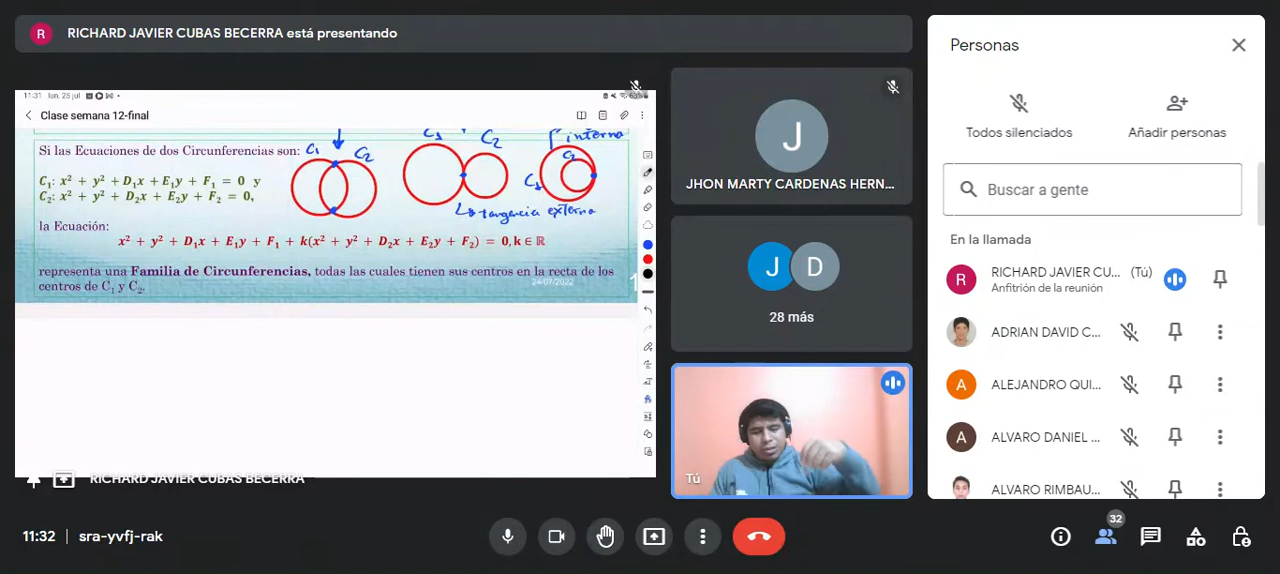 R
RICHARD JAVIER CUBAS BECERRA está presentando
11:31 lun, 25 jul
Clase semana 12-final
Si las Ecuaciones de dos Circunferencias son:
C₁: x² + y² + D₁x + E₁y + F₁ = 0 y
C₂: x² + y² + D₂x + E₂y + F₂ = 0,
C₁
C₂
C₁
C₂
interna
C₂
C₁
tangencia externa
la Ecuación:
x² + y² + D₁x + E₁y + F₁ + k(x² + y² + D₂x + E₂y + F₂) = 0, k ∈ ℝ
representa una Familia de Circunferencias, todas las cuales tienen sus centros en la recta de los
24/07/2022
centros de C₁ y C₂.
RICHARD JAVIER CUBAS BECERRA
J
JHON MARTY CARDENAS HERN...
J
D
28 más
Tú
Personas
Todos silenciados
Añadir personas
Buscar a gente
En la llamada
R
RICHARD JAVIER CU... (Tú)
Anfitrión de la reunión
ADRIAN DAVID C...
A
ALEJANDRO QUI...
A
ALVARO DANIEL ...
ALVARO RIMBAU...
11:32 | sra-yvfj-rak
32